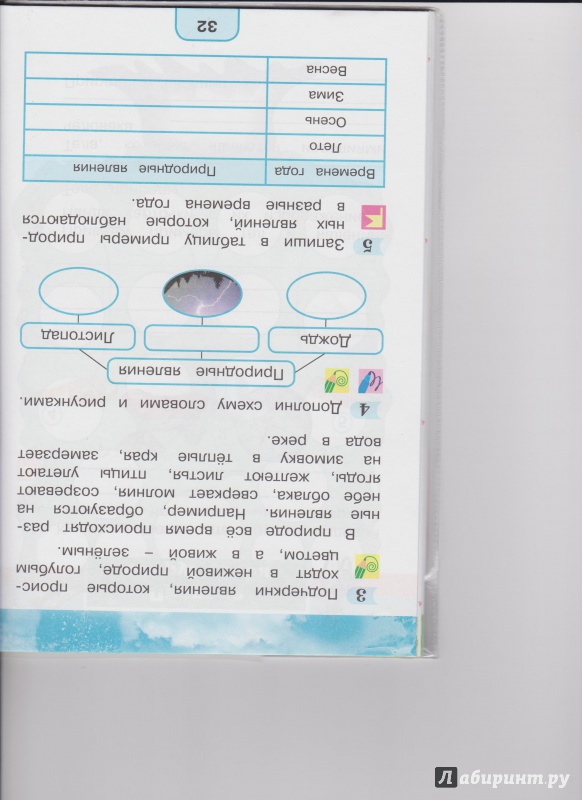 3 Подчеркни явления, которые проис-
ходят в неживой природе, голубым
цветом, а в живой – зелёным.
В природе всё время происходят раз-
ные явления. Например, образуются на
небе облака, сверкает молния, созревают
ягоды, желтеют листья, птицы улетают
на зимовку в тёплые края, замерзает
вода в реке.
4 Дополни схему словами и рисунками.
Природные явления
Дождь
Листопад
5 Запиши в таблицу примеры природ-
ных явлений, которые наблюдаются
в разные времена года.
Времена года Природные явления
Лето
Осень
Зима
Весна
32
Лабиринт.ру